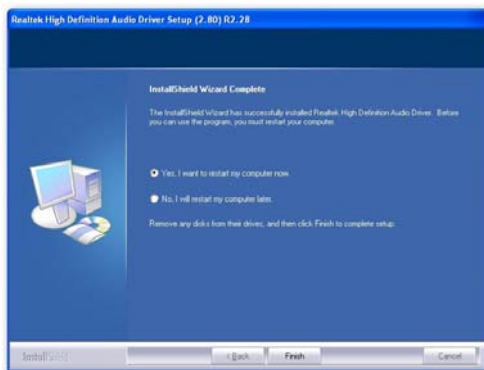 Realtek High Definition Audio Driver Setup (2.80) R2.28
InstallShield Wizard Complete
The InstallShield Wizard has successfully installed Realtek High Definition Audio Driver. Before
you can use the program, you must restart your computer.
Yes, I want to restart my computer now.
No, I will restart my computer later.
Remove any disks from their drives, and then click Finish to complete setup.
InstallShield
< Back
Finish
Cancel